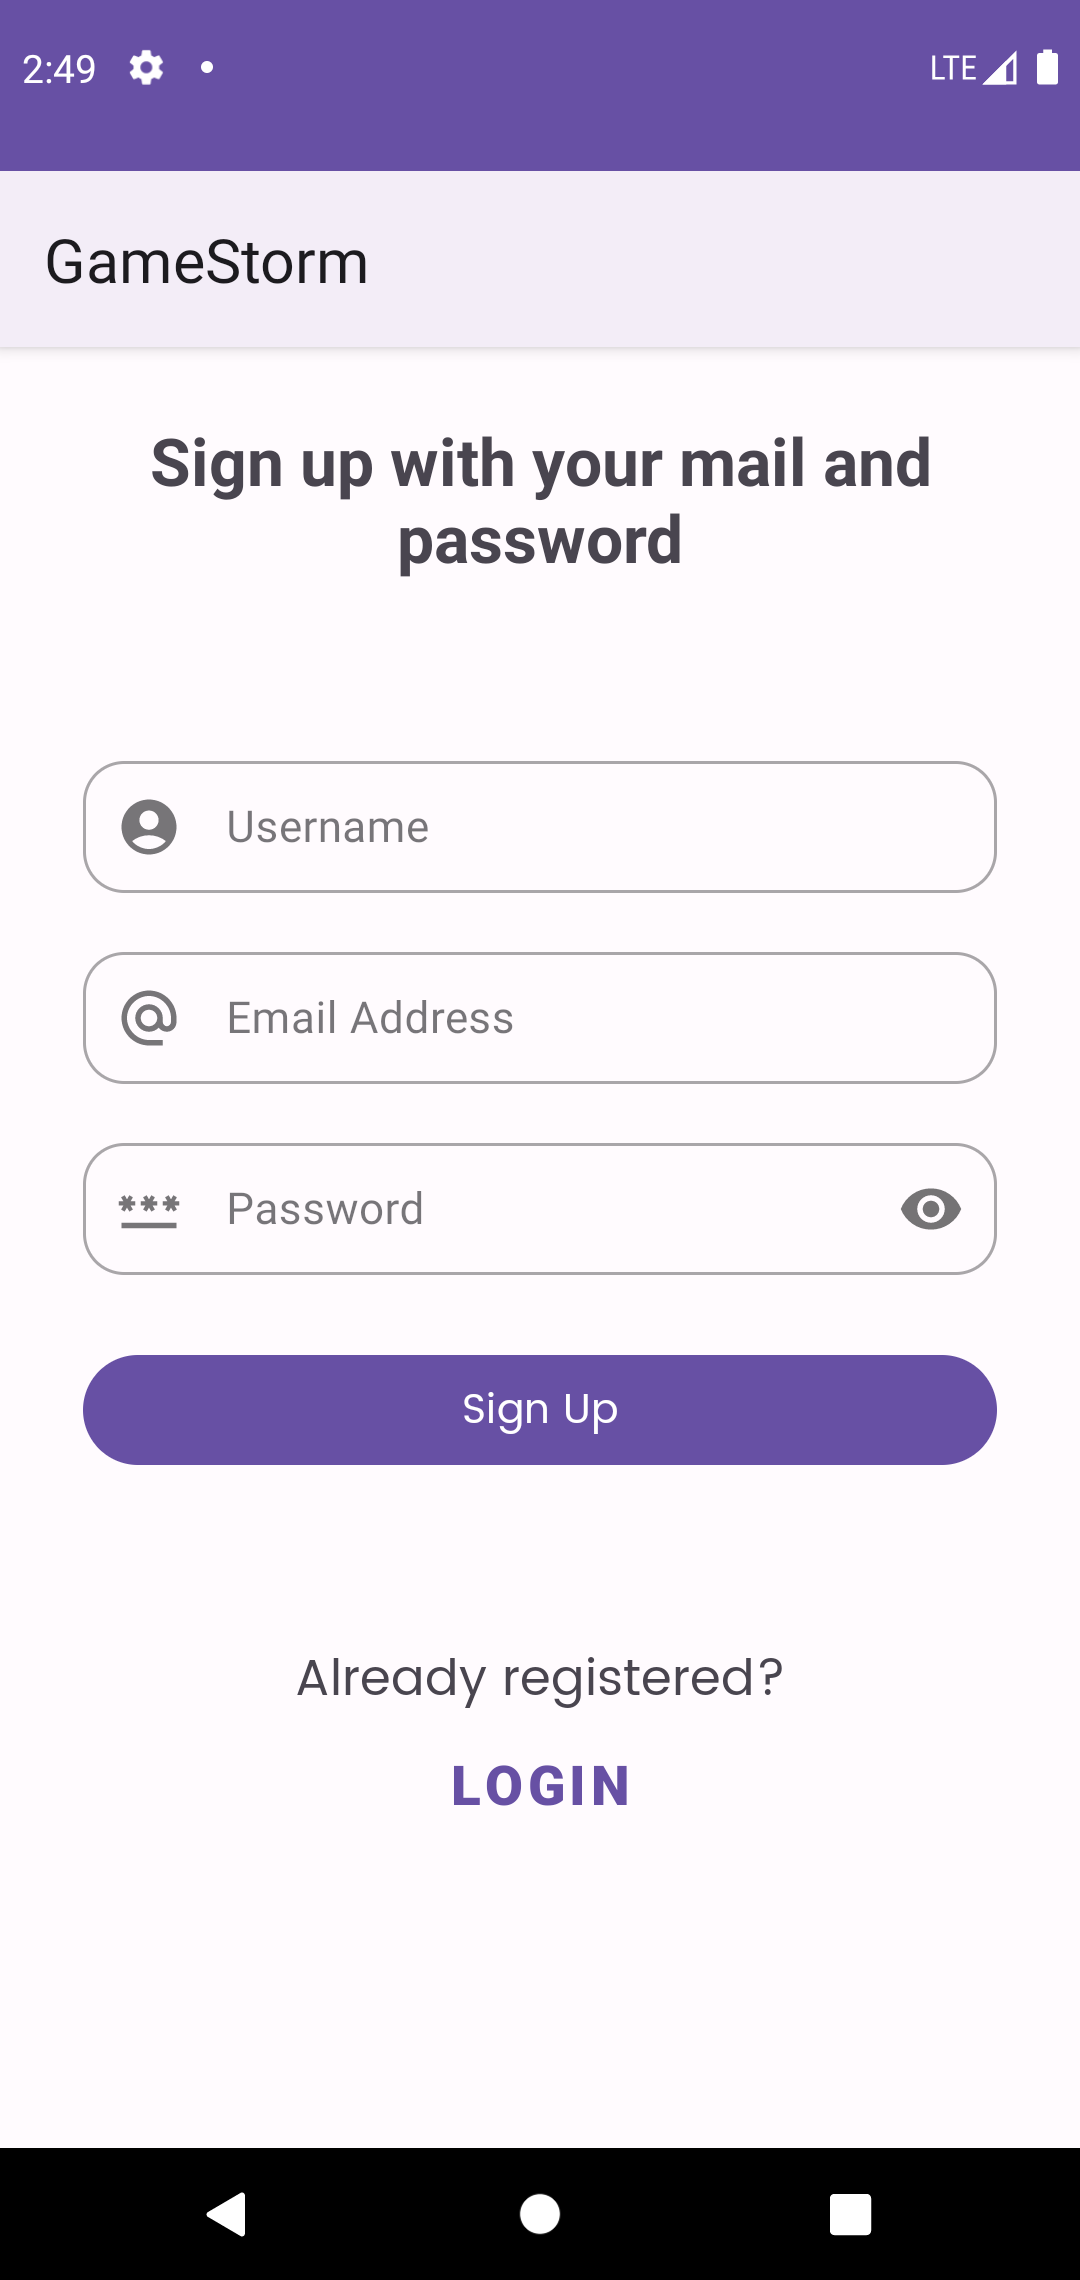 2:49
LTE
GameStorm
Sign up with your mail and
password
Username
Email Address
Password
Sign Up
Already registered?
LOGIN